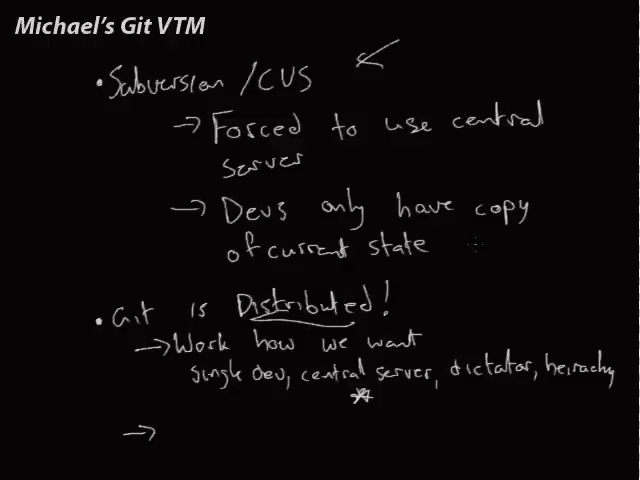 Michael's Git VTM
• Subversion / CVS
→ Forced to use central
server
→ Devs only have copy
of current state
• Git is Distributed!
→ Work how we want
single dev, central server, dictator, heirachy
*
→